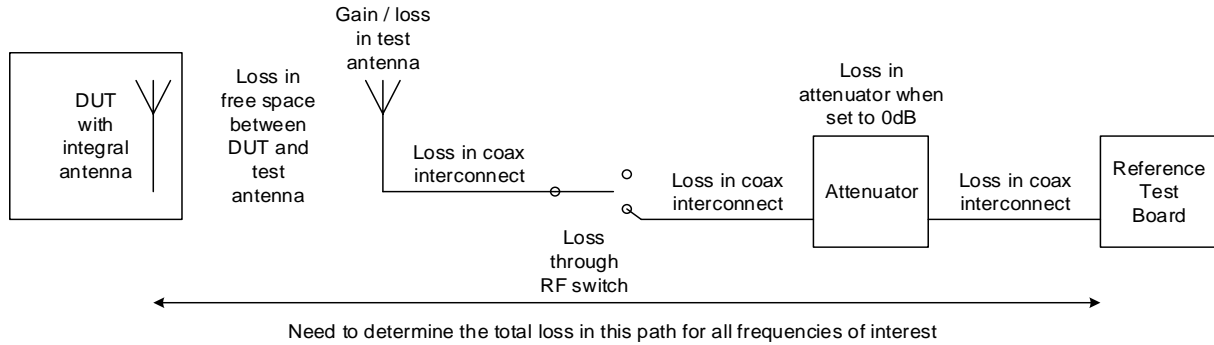 DUT
with
integral
antenna
Loss in
free space
between
DUT and
test
antenna
Gain / loss
in test
antenna
Loss in coax
interconnect
Loss
through
RF switch
Loss in coax
interconnect
Loss in
attenuator when
set to 0dB
Attenuator
Loss in coax
interconnect
Reference
Test
Board
Need to determine the total loss in this path for all frequencies of interest